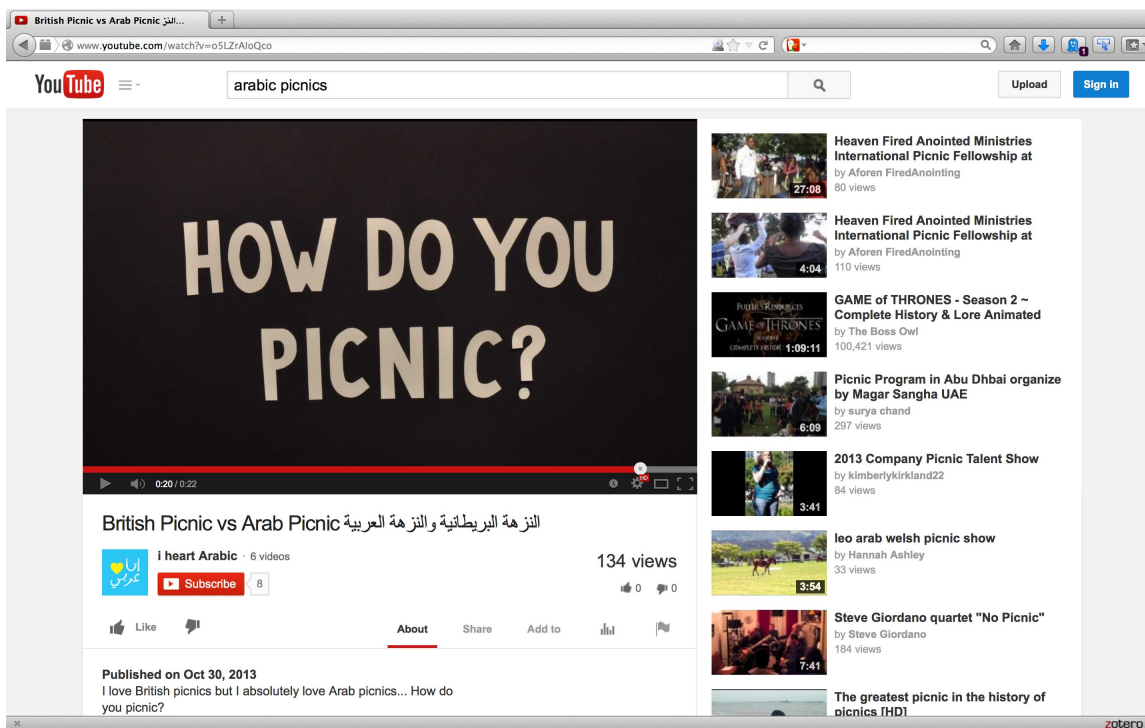 British Picnic vs Arab Picnic النز...
www.youtube.com/watch?v=o5LZrAIoQco
1
YouTube
arabic picnics
Upload
Sign in
HOW DO YOU
PICNIC?
0:20 / 0:22
HD
British Picnic vs Arab Picnic النزهة البريطانية والنزهة العربية
انا
عربي
i heart Arabic · 6 videos
Subscribe 8
134 views
0 0
Like
About Share Add to
Published on Oct 30, 2013
I love British picnics but I absolutely love Arab picnics... How do
you picnic?
27:08
Heaven Fired Anointed Ministries
International Picnic Fellowship at
by Aforen FiredAnointing
80 views
4:04
Heaven Fired Anointed Ministries
International Picnic Fellowship at
by Aforen FiredAnointing
110 views
GAME OF THRONES
1:09:11
GAME of THRONES - Season 2 ~
Complete History & Lore Animated
by The Boss Owl
100,421 views
6:09
Picnic Program in Abu Dhbai organize
by Magar Sangha UAE
by surya chand
297 views
3:41
2013 Company Picnic Talent Show
by kimberlykirkland22
84 views
3:54
leo arab welsh picnic show
by Hannah Ashley
33 views
7:41
Steve Giordano quartet "No Picnic"
by Steve Giordano
184 views
The greatest picnic in the history of
picnics [HD]
zotero